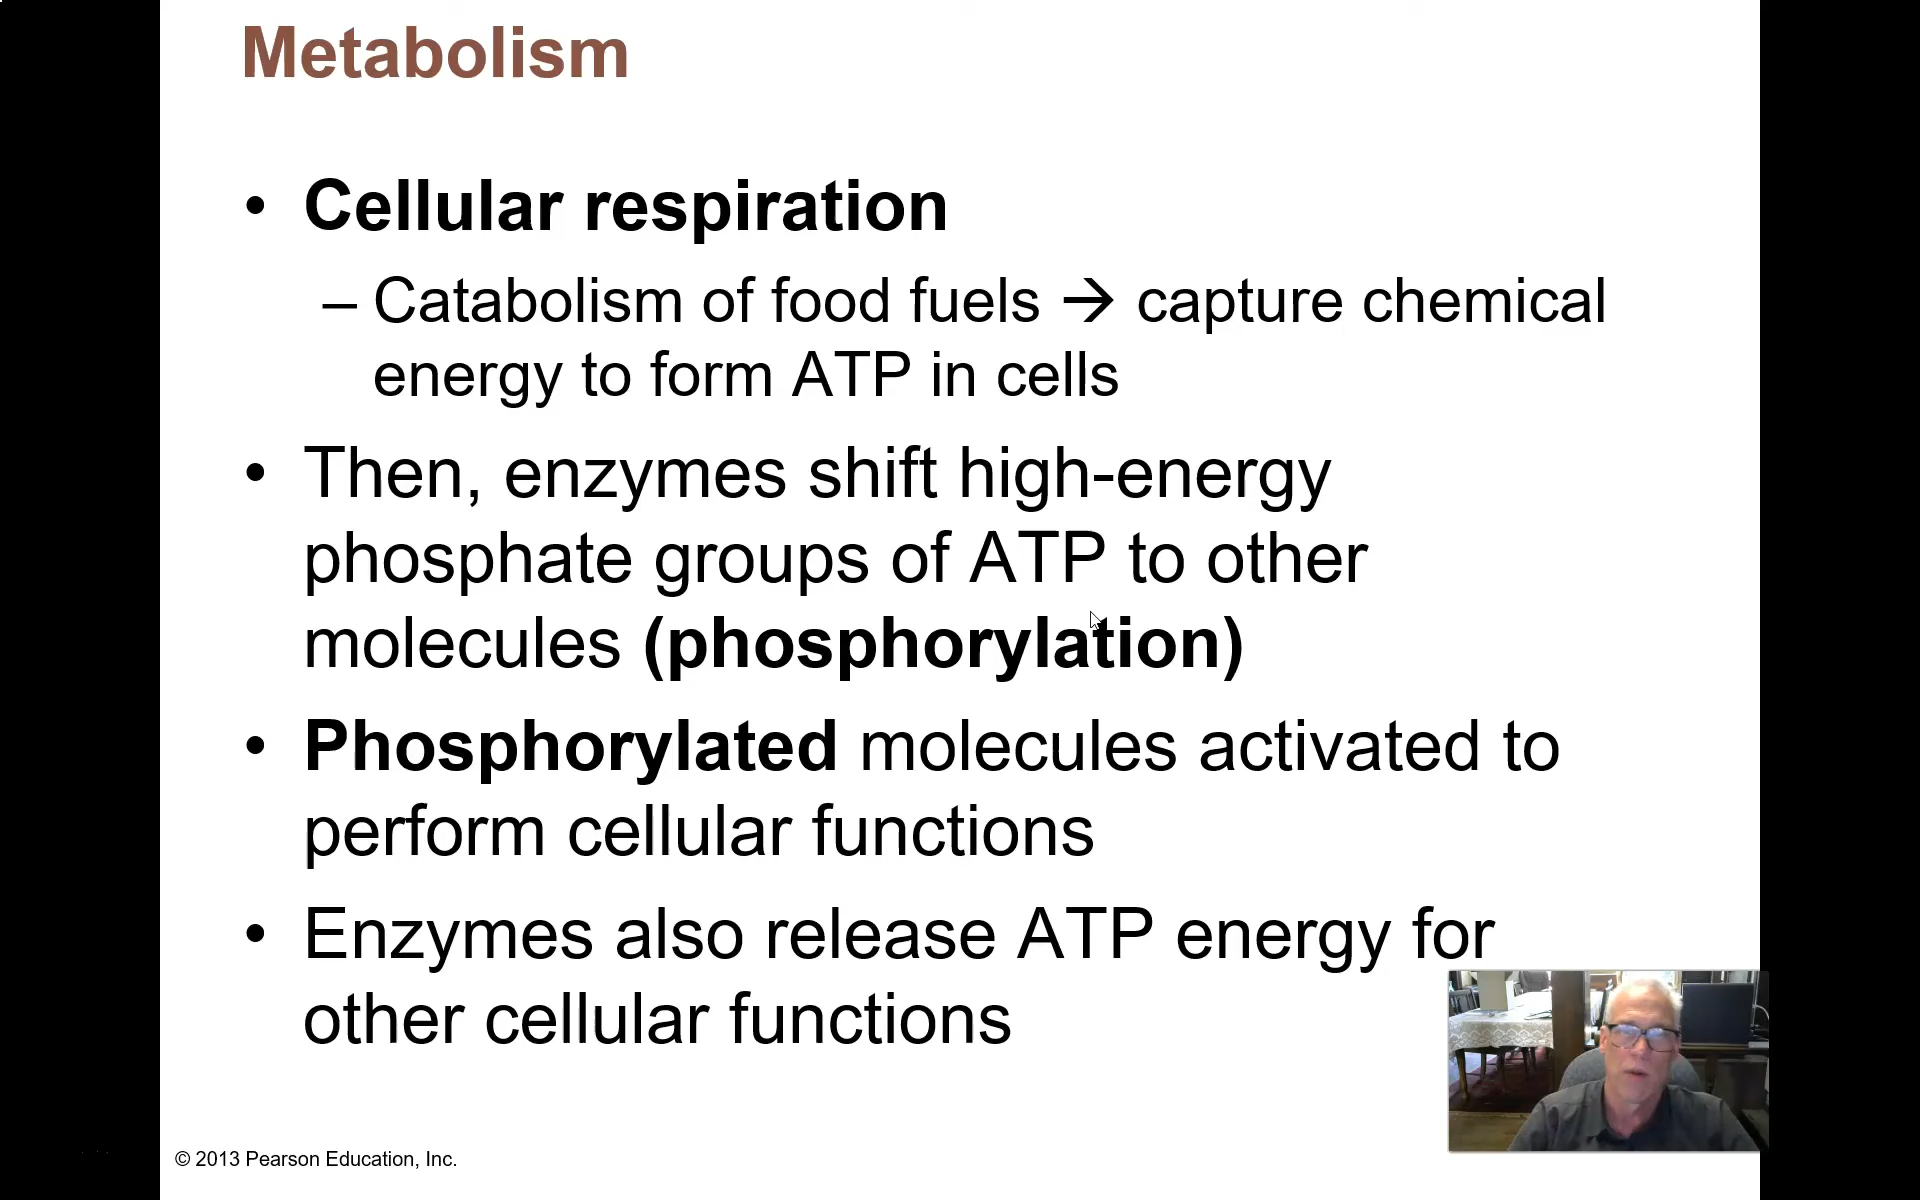 Metabolism
• Cellular respiration
– Catabolism of food fuels → capture chemical
energy to form ATP in cells
• Then, enzymes shift high-energy
phosphate groups of ATP to other
molecules (phosphorylation)
• Phosphorylated molecules activated to
perform cellular functions
• Enzymes also release ATP energy for
other cellular functions
© 2013 Pearson Education, Inc.